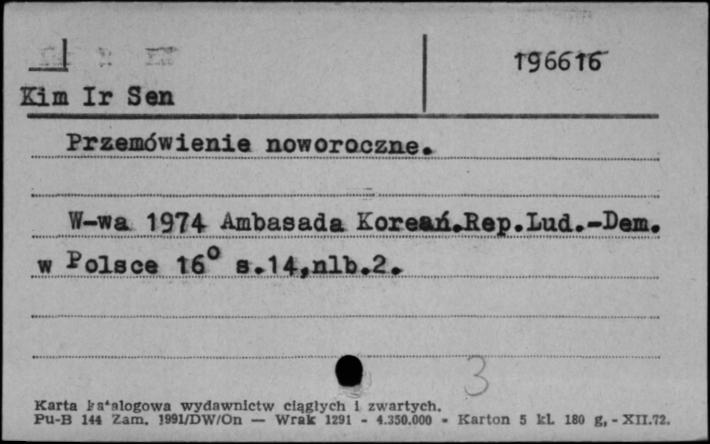 196616
Kim Ir Sen
Przemówienie noworoczne.
W-wa 1974 Ambasada Koreań.Rep.Lud.-Dem.
w Polsce 16° s.14,nlb.2.
3
Karta katalogowa wydawnictw ciągłych i zwartych.
Pu-B 144 Zam. 1991/DW/On — Wrak 1291 - 4.350.000 - Karton 5 kl. 180 g, - XII.72.